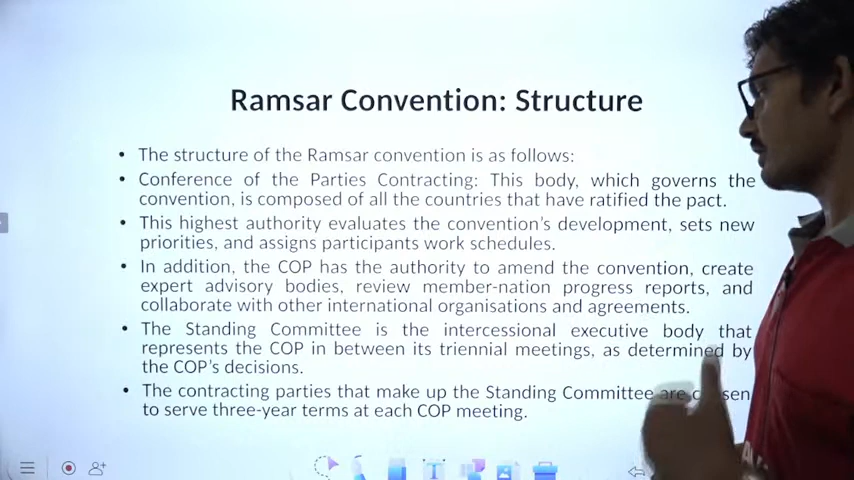 Ramsar Convention: Structure
• The structure of the Ramsar convention is as follows:
• Conference of the Parties Contracting: This body, which governs the
convention, is composed of all the countries that have ratified the pact.
• This highest authority evaluates the convention's development, sets new
priorities, and assigns participants work schedules.
• In addition, the COP has the authority to amend the convention, create
expert advisory bodies, review member-nation progress reports, and
collaborate with other international organisations and agreements.
• The Standing Committee is the intercessional executive body that
represents the COP in between its triennial meetings, as determined by
the COP's decisions.
• The contracting parties that make up the Standing Committee are
to serve three-year terms at each COP meeting.